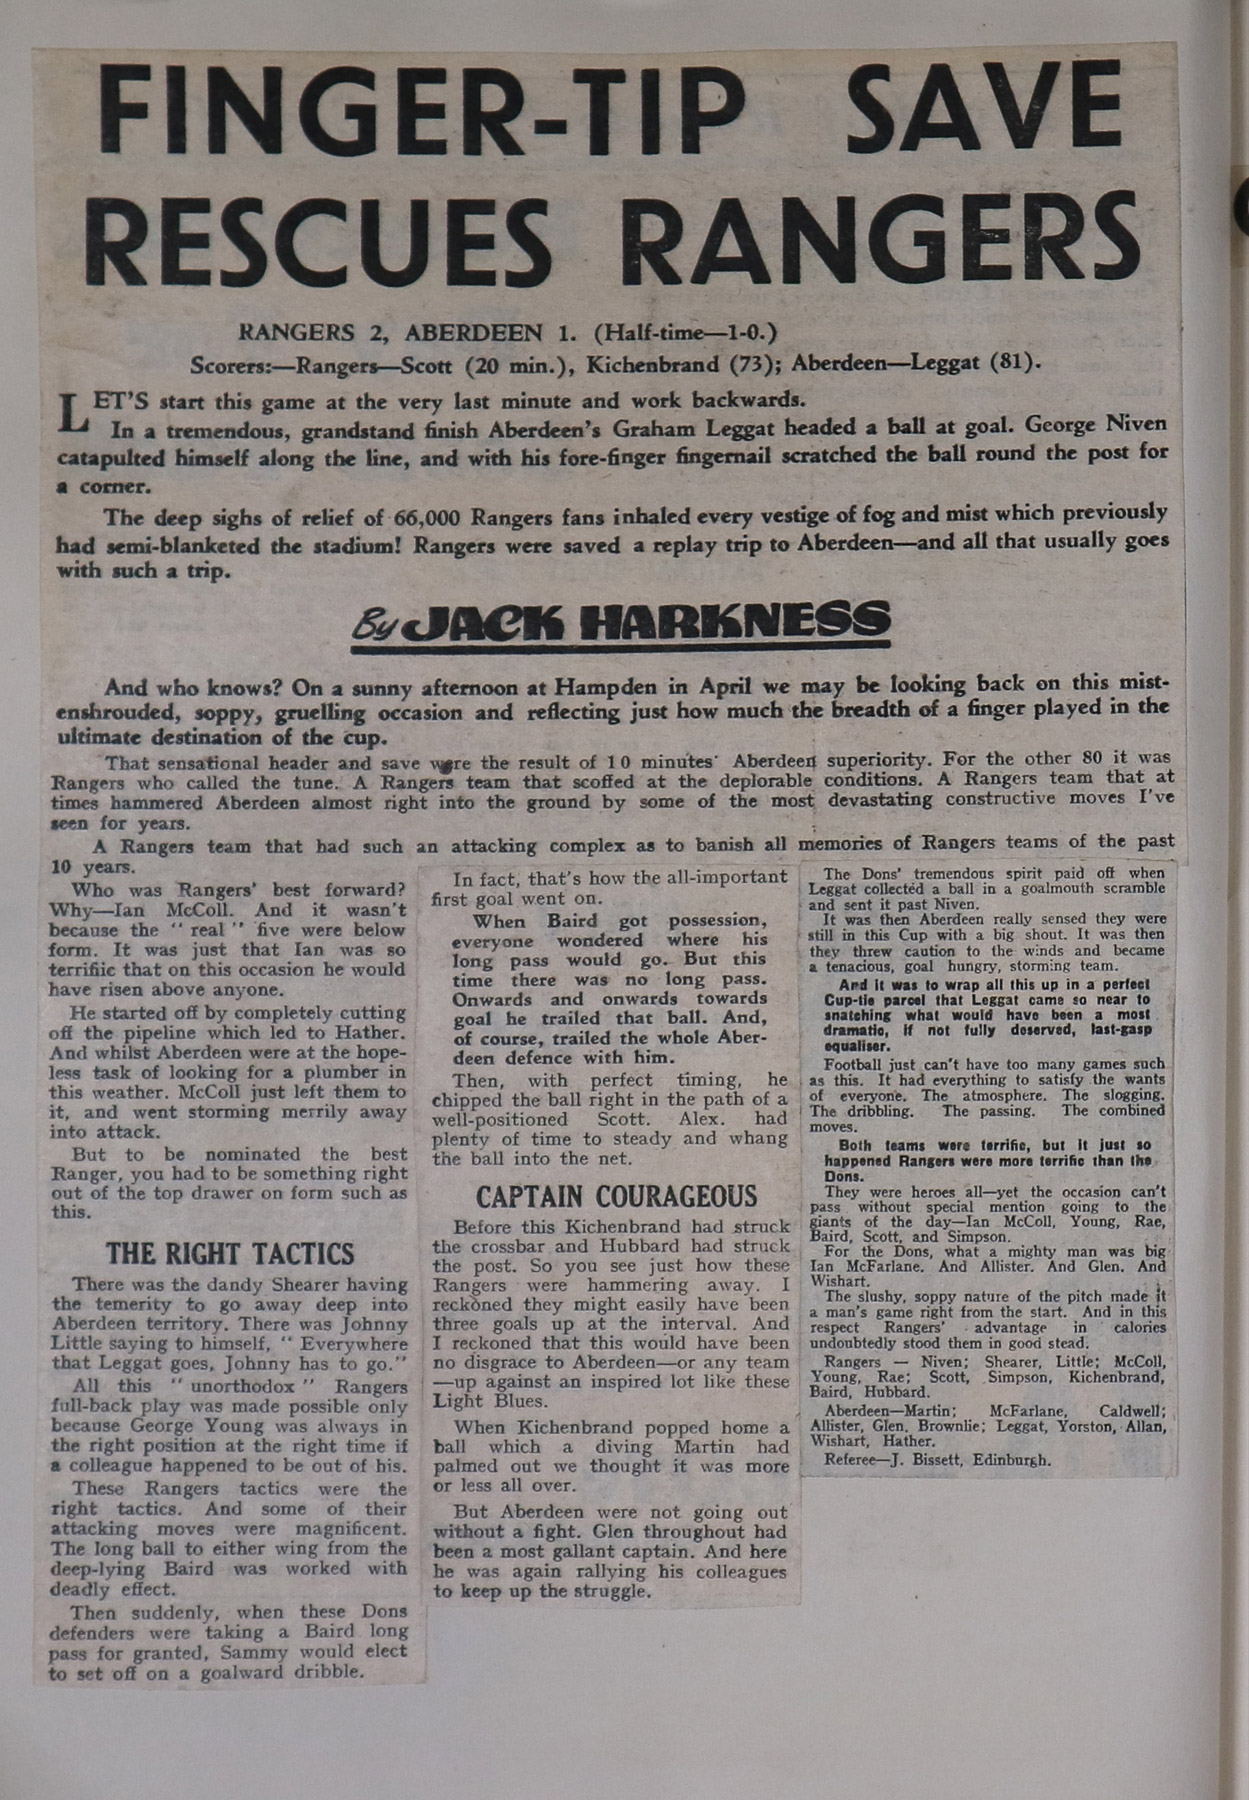 FINGER-TIP SAVE
RESCUES RANGERS
RANGERS 2, ABERDEEN 1. (Half-time—1-0.)
Scorers:—Rangers—Scott (20 min.), Kichenbrand (73); Aberdeen—Leggat (81).
LET'S start this game at the very last minute and work backwards.
In a tremendous, grandstand finish Aberdeen's Graham Leggat headed a ball at goal. George Niven
catapulted himself along the line, and with his fore-finger fingernail scratched the ball round the post for
a corner.
The deep sighs of relief of 66,000 Rangers fans inhaled every vestige of fog and mist which previously
had semi-blanketed the stadium! Rangers were saved a replay trip to Aberdeen—and all that usually goes
with such a trip.
By JACK HARKNESS
And who knows? On a sunny afternoon at Hampden in April we may be looking back on this mist-
enshrouded, soppy, gruelling occasion and reflecting just how much the breadth of a finger played in the
ultimate destination of the cup.
That sensational header and save were the result of 10 minutes' Aberdeen superiority. For the other 80 it was
Rangers who called the tune. A Rangers team that scoffed at the deplorable conditions. A Rangers team that at
times hammered Aberdeen almost right into the ground by some of the most devastating constructive moves I've
seen for years.
A Rangers team that had such an attacking complex as to banish all memories of Rangers teams of the past
10 years.
Who was Rangers' best forward?
Why—Ian McColl. And it wasn't
because the "real" five were below
form. It was just that Ian was so
terrifiic that on this occasion he would
have risen above anyone.
He started off by completely cutting
off the pipeline which led to Hather.
And whilst Aberdeen were at the hope-
less task of looking for a plumber in
this weather. McColl just left them to
it, and went storming merrily away
into attack.
But to be nominated the best
Ranger, you had to be something right
out of the top drawer on form such as
this.
THE RIGHT TACTICS
There was the dandy Shearer having
the temerity to go away deep into
Aberdeen territory. There was Johnny
Little saying to himself, "Everywhere
that Leggat goes, Johnny has to go."
All this "unorthodox" Rangers
full-back play was made possible only
because George Young was always in
the right position at the right time if
a colleague happened to be out of his.
These Rangers tactics were the
right tactics. And some of their
attacking moves were magnificent.
The long ball to either wing from the
deep-lying Baird was worked with
deadly effect.
Then suddenly, when these Dons
defenders were taking a Baird long
pass for granted, Sammy would elect
to set off on a goalward dribble.
In fact, that's how the all-important
first goal went on.
When Baird got possession,
everyone wondered where his
long pass would go. But this
time there was no long pass.
Onwards and onwards towards
goal he trailed that ball. And,
of course, trailed the whole Aber-
deen defence with him.
Then, with perfect timing, he
chipped the ball right in the path of a
well-positioned Scott. Alex. had
plenty of time to steady and whang
the ball into the net.
CAPTAIN COURAGEOUS
Before this Kichenbrand had struck
the crossbar and Hubbard had struck
the post. So you see just how these
Rangers were hammering away. I
reckoned they might easily have been
three goals up at the interval. And
I reckoned that this would have been
no disgrace to Aberdeen—or any team
—up against an inspired lot like these
Light Blues.
When Kichenbrand popped home a
ball which a diving Martin had
palmed out we thought it was more
or less all over.
But Aberdeen were not going out
without a fight. Glen throughout had
been a most gallant captain. And here
he was again rallying his colleagues
to keep up the struggle.
The Dons' tremendous spirit paid off when
Leggat collected a ball in a goalmouth scramble
and sent it past Niven.
It was then Aberdeen really sensed they were
still in this Cup with a big shout. It was then
they threw caution to the winds and became
a tenacious, goal hungry, storming team.
And it was to wrap all this up in a perfect
Cup-tie parcel that Leggat came so near to
snatching what would have been a most
dramatic, if not fully deserved, last-gasp
equaliser.
Football just can't have too many games such
as this. It had everything to satisfy the wants
of everyone. The atmosphere. The slogging.
The dribbling. The passing. The combined
moves.
Both teams were terrific, but it just so
happened Rangers were more terrific than the
Dons.
They were heroes all—yet the occasion can't
pass without special mention going to the
giants of the day—Ian McColl, Young, Rae,
Baird, Scott, and Simpson.
For the Dons, what a mighty man was big
Ian McFarlane. And Allister. And Glen. And
Wishart.
The slushy, soppy nature of the pitch made it
a man's game right from the start. And in this
respect Rangers' advantage in calories
undoubtedly stood them in good stead.
Rangers — Niven; Shearer, Little; McColl,
Young, Rae; Scott, Simpson, Kichenbrand,
Baird, Hubbard.
Aberdeen—Martin; McFarlane, Caldwell;
Allister, Glen, Brownlie; Leggat, Yorston, Allan,
Wishart, Hather.
Referee—J. Bissett, Edinburgh.